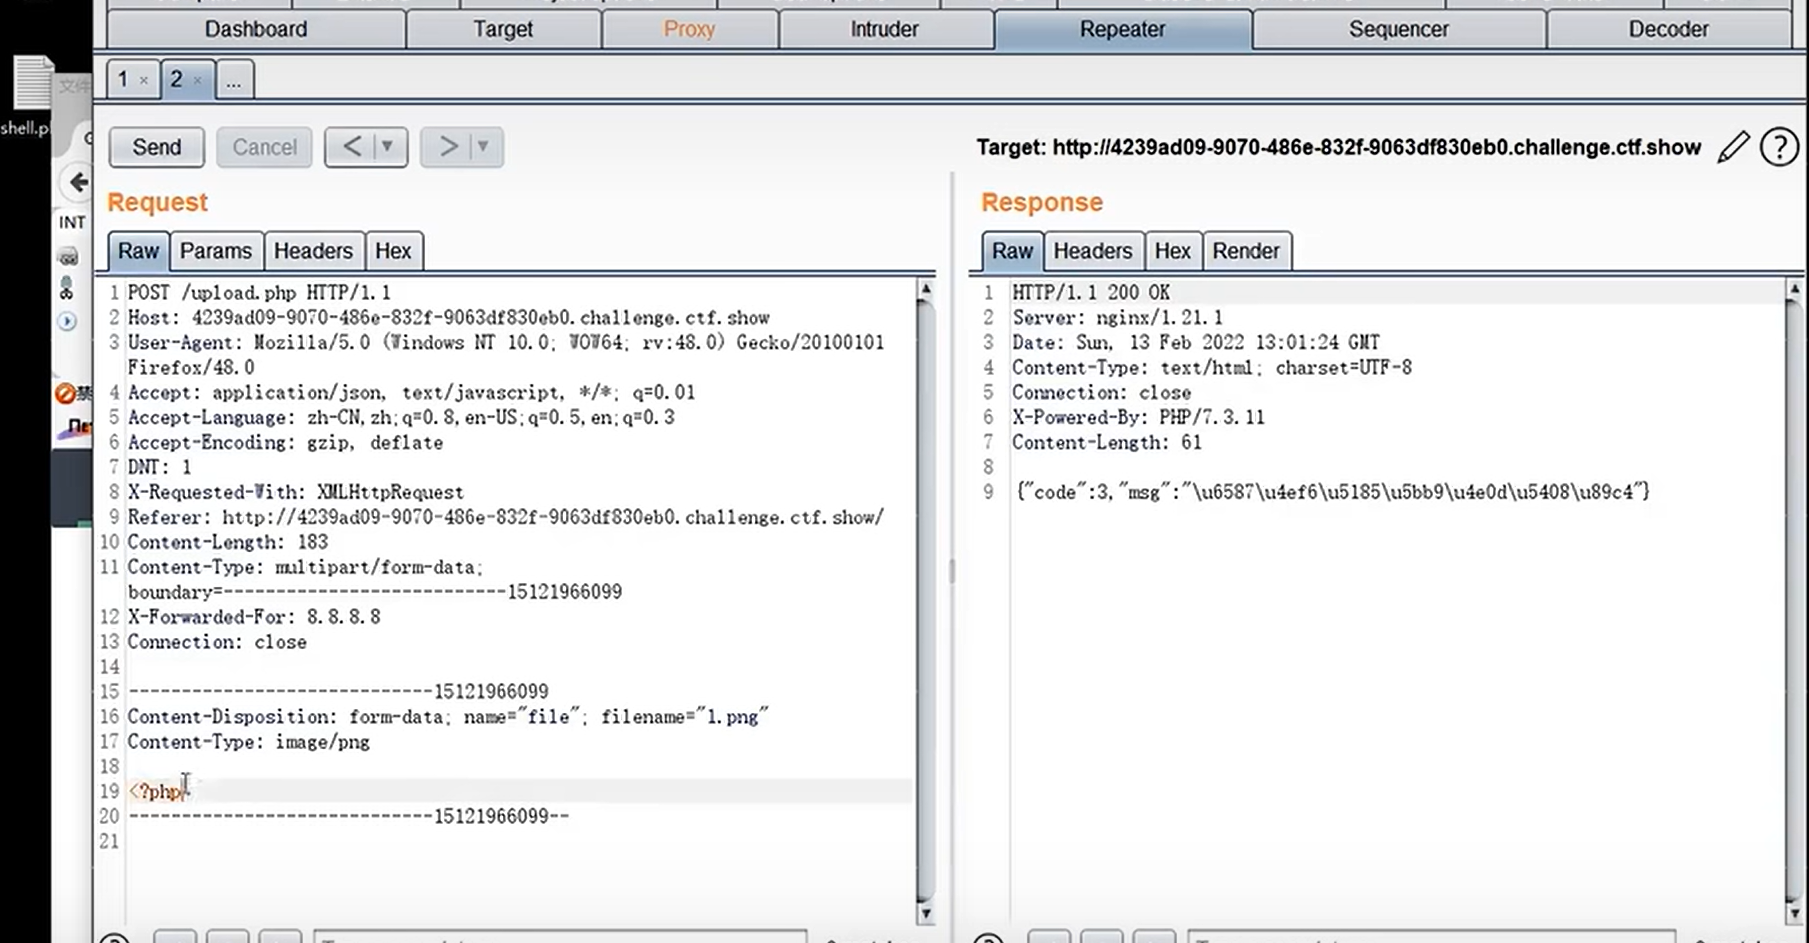 Dashboard
Target
Proxy
Intruder
Repeater
Sequencer
Decoder
1 ×
2 ×
...
文件
shell.p
Send
Cancel
<
>
Target: http://4239ad09-9070-486e-832f-9063df830eb0.challenge.ctf.show
?
INT
Request
Raw
Params
Headers
Hex
1 POST /upload.php HTTP/1.1
2 Host: 4239ad09-9070-486e-832f-9063df830eb0.challenge.ctf.show
3 User-Agent: Mozilla/5.0 (Windows NT 10.0; WOW64; rv:48.0) Gecko/20100101
Firefox/48.0
4 Accept: application/json, text/javascript, */*; q=0.01
5 Accept-Language: zh-CN,zh;q=0.8,en-US;q=0.5,en;q=0.3
6 Accept-Encoding: gzip, deflate
7 DNT: 1
8 X-Requested-With: XMLHttpRequest
9 Referer: http://4239ad09-9070-486e-832f-9063df830eb0.challenge.ctf.show/
10 Content-Length: 183
11 Content-Type: multipart/form-data;
boundary=---------------------------15121966099
12 X-Forwarded-For: 8.8.8.8
13 Connection: close
14
15 -----------------------------15121966099
16 Content-Disposition: form-data; name="file"; filename="1.png"
17 Content-Type: image/png
18
19 <?php
20 -----------------------------15121966099--
21
禁
Response
Raw
Headers
Hex
Render
1 HTTP/1.1 200 OK
2 Server: nginx/1.21.1
3 Date: Sun, 13 Feb 2022 13:01:24 GMT
4 Content-Type: text/html; charset=UTF-8
5 Connection: close
6 X-Powered-By: PHP/7.3.11
7 Content-Length: 61
8
9 {"code":3,"msg":"\u6587\u4ef6\u5185\u5bb9\u4e0d\u5408\u89c4"}